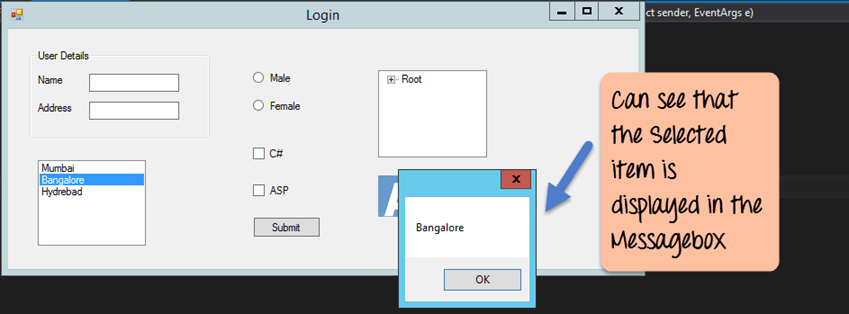 Login
ct sender, EventArgs e)
User Details
Name
Address
Male
Female
C#
ASP
Submit
Root
Mumbai
Bangalore
Hydrebad
Bangalore
OK
Can see that
the Selected
item is
displayed in the
Messagebox